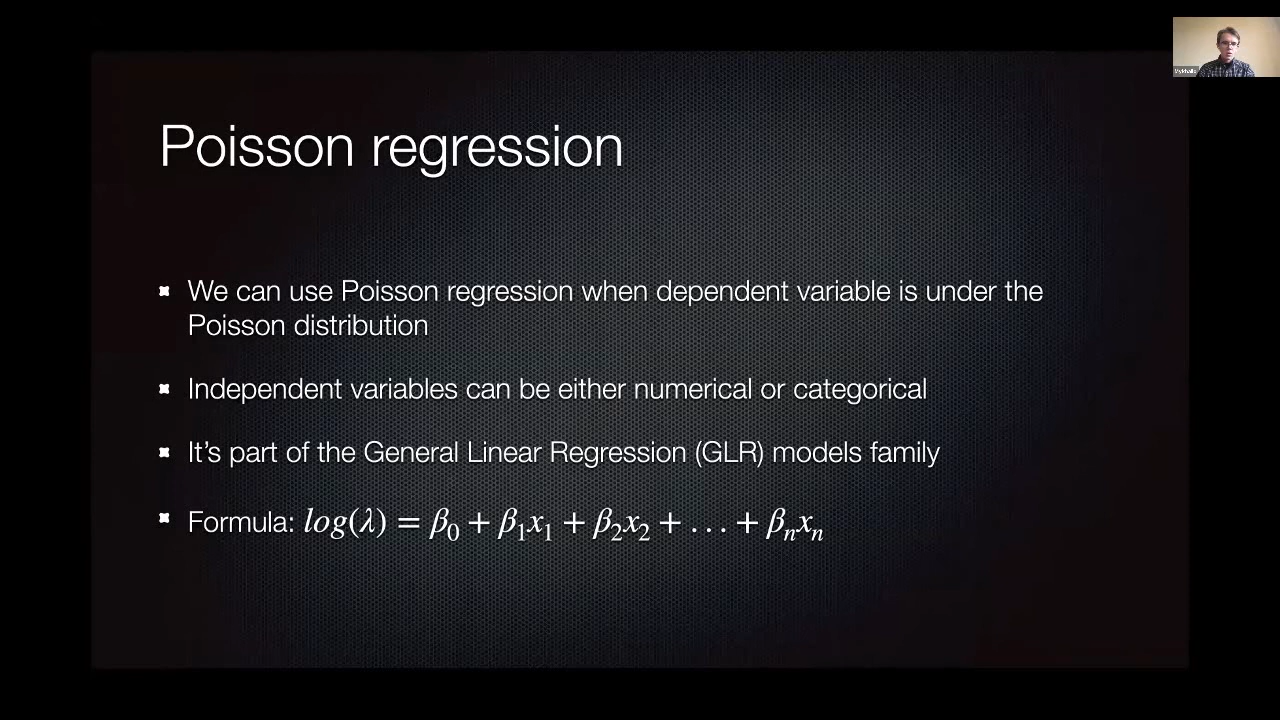 Mykhailo
Poisson regression
We can use Poisson regression when dependent variable is under the
Poisson distribution
Independent variables can be either numerical or categorical
It’s part of the General Linear Regression (GLR) models family
Formula: log(λ) = β₀ + β₁x₁ + β₂x₂ + . . . + βₙxₙ